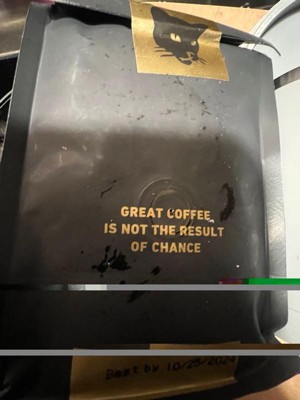 GREAT COFFEE
IS NOT THE RESULT
OF CHANCE
Best by 10/25/2024